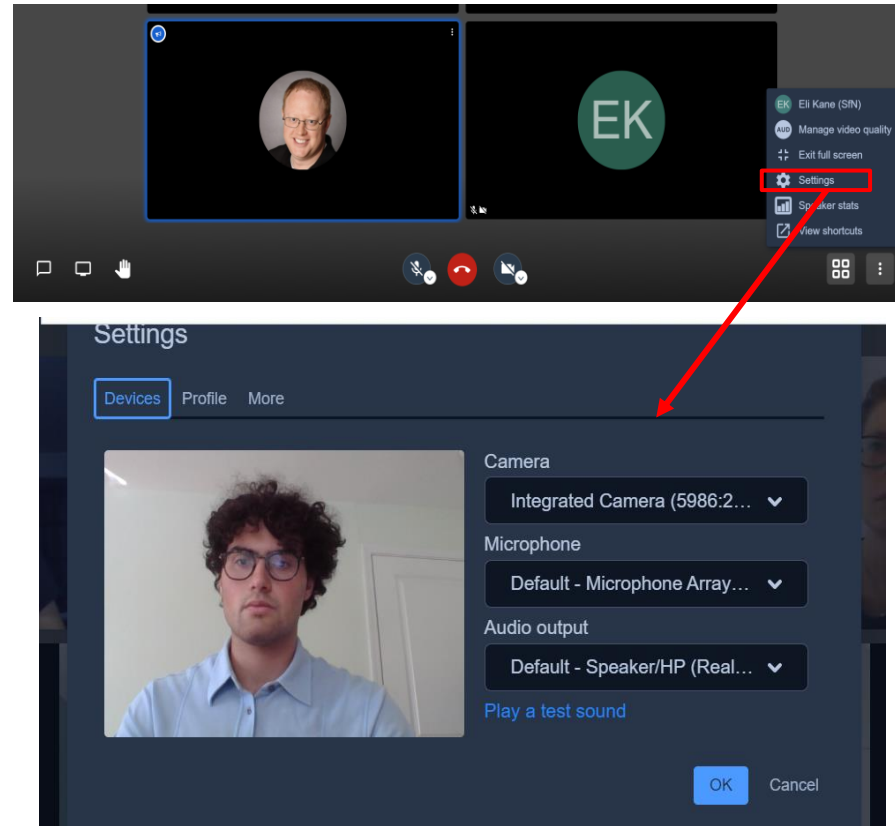 EK
EK Eli Kane (SfN)
AUD Manage video quality
Exit full screen
Settings
Speaker stats
View shortcuts
Settings
Devices Profile More
Camera
Integrated Camera (5986:2...
Microphone
Default - Microphone Array...
Audio output
Default - Speaker/HP (Real...
Play a test sound
OK Cancel